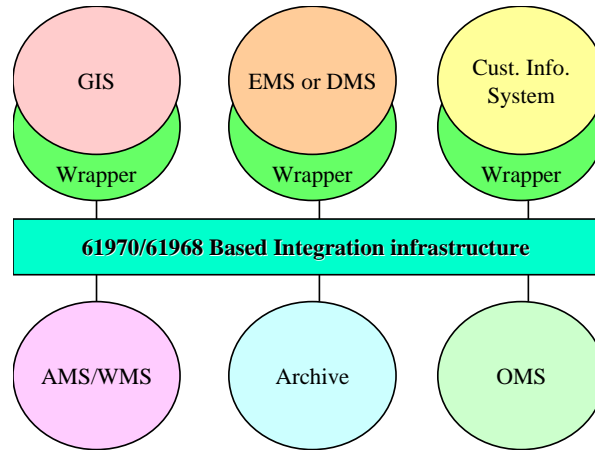 GIS
EMS or DMS
Cust. Info.
System
Wrapper
Wrapper
Wrapper
61970/61968 Based Integration infrastructure
AMS/WMS
Archive
OMS